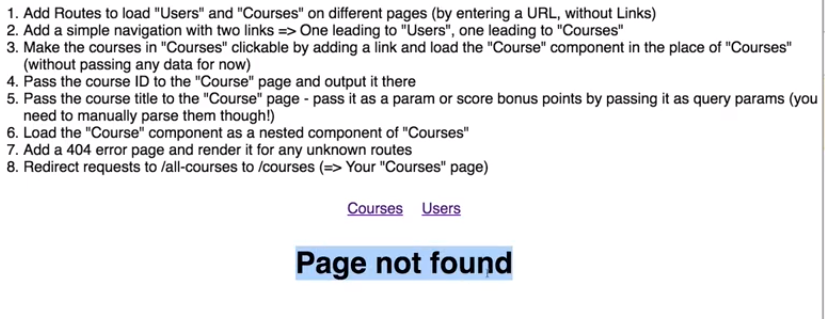 1. Add Routes to load "Users" and "Courses" on different pages (by entering a URL, without Links)
2. Add a simple navigation with two links => One leading to "Users", one leading to "Courses"
3. Make the courses in "Courses" clickable by adding a link and load the "Course" component in the place of "Courses"
(without passing any data for now)
4. Pass the course ID to the "Course" page and output it there
5. Pass the course title to the "Course" page - pass it as a param or score bonus points by passing it as query params (you
need to manually parse them though!)
6. Load the "Course" component as a nested component of "Courses"
7. Add a 404 error page and render it for any unknown routes
8. Redirect requests to /all-courses to /courses (=> Your "Courses" page)
Courses Users
Page not found